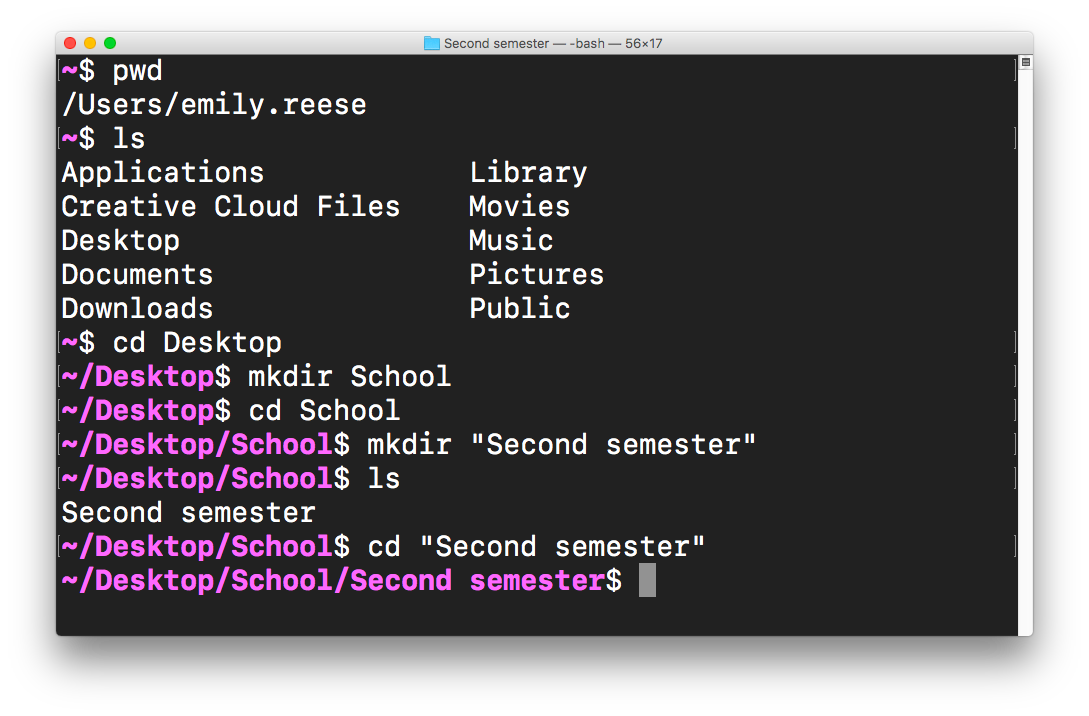 Second semester — -bash — 56×17
~$ pwd
/Users/emily.reese
~$ ls
Applications Library
Creative Cloud Files Movies
Desktop Music
Documents Pictures
Downloads Public
~$ cd Desktop
~/Desktop$ mkdir School
~/Desktop$ cd School
~/Desktop/School$ mkdir "Second semester"
~/Desktop/School$ ls
Second semester
~/Desktop/School$ cd "Second semester"
~/Desktop/School/Second semester$